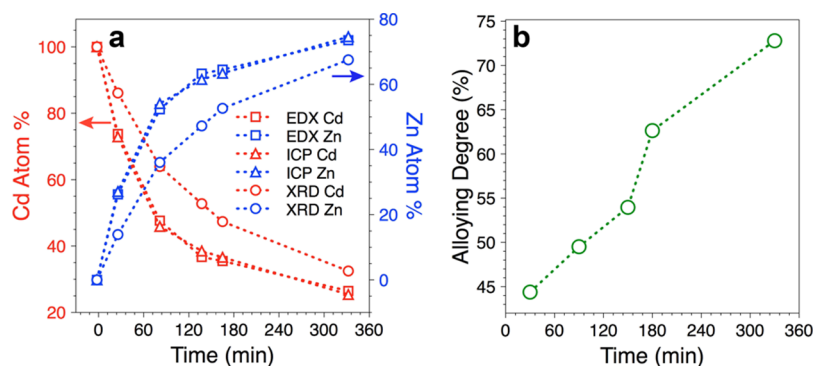 a
100
80
60
40
20
Cd Atom %
80
60
40
20
0
Zn Atom %
EDX Cd
EDX Zn
ICP Cd
ICP Zn
XRD Cd
XRD Zn
0 60 120 180 240 300 360
Time (min)
b
75
70
65
60
55
50
45
Alloying Degree (%)
0 60 120 180 240 300 360
Time (min)